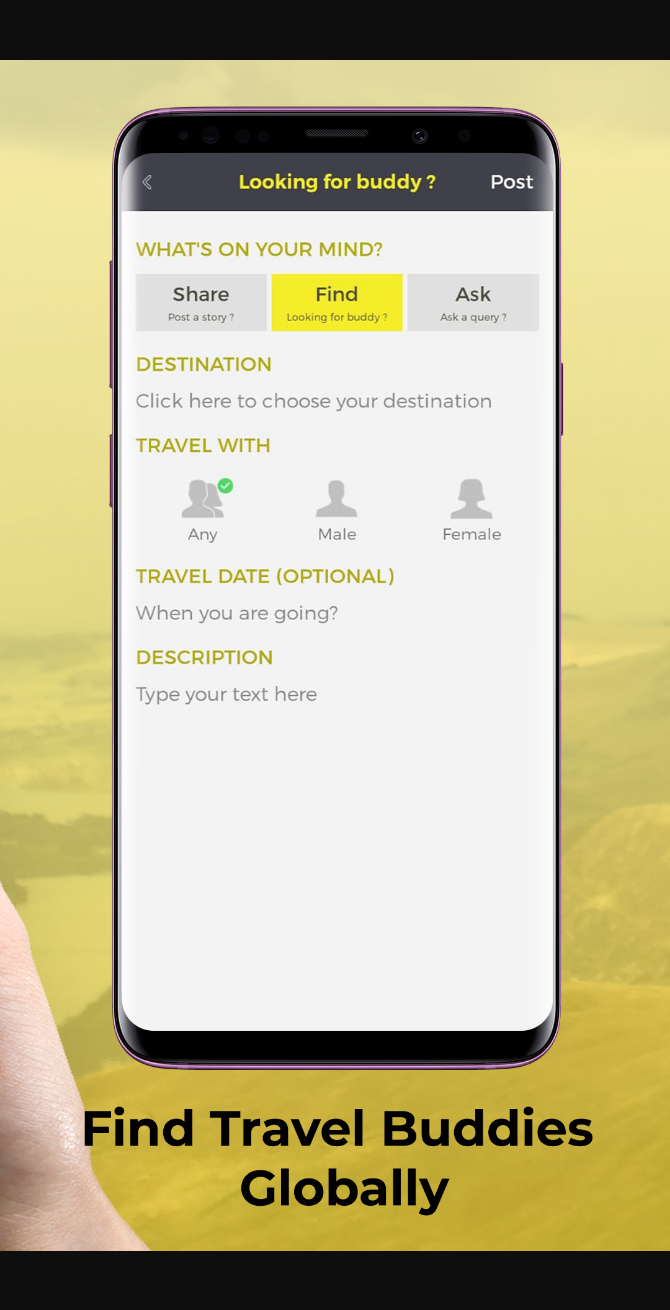 Looking for buddy ? Post
WHAT'S ON YOUR MIND?
Share Find Ask
Post a story ? Looking for buddy ? Ask a query ?
DESTINATION
Click here to choose your destination
TRAVEL WITH
Any Male Female
TRAVEL DATE (OPTIONAL)
When you are going?
DESCRIPTION
Type your text here
Find Travel Buddies
Globally